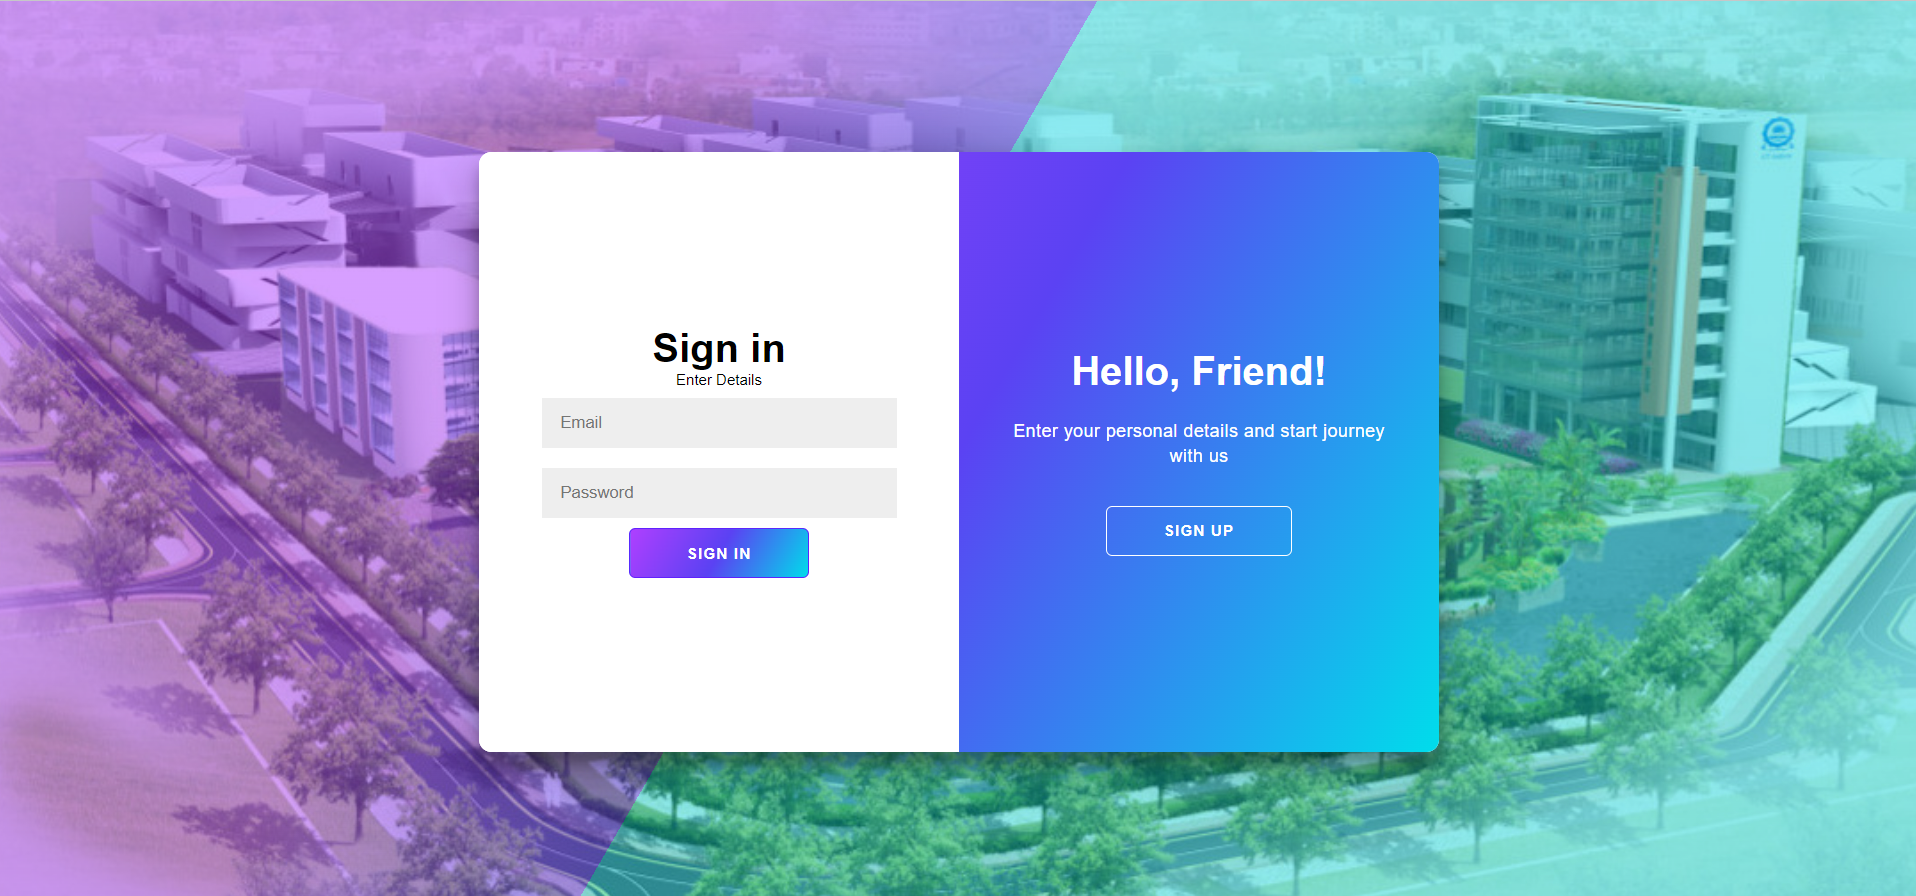 Sign in
Enter Details
Email
Password
SIGN IN
Hello, Friend!
Enter your personal details and start journey
with us
SIGN UP